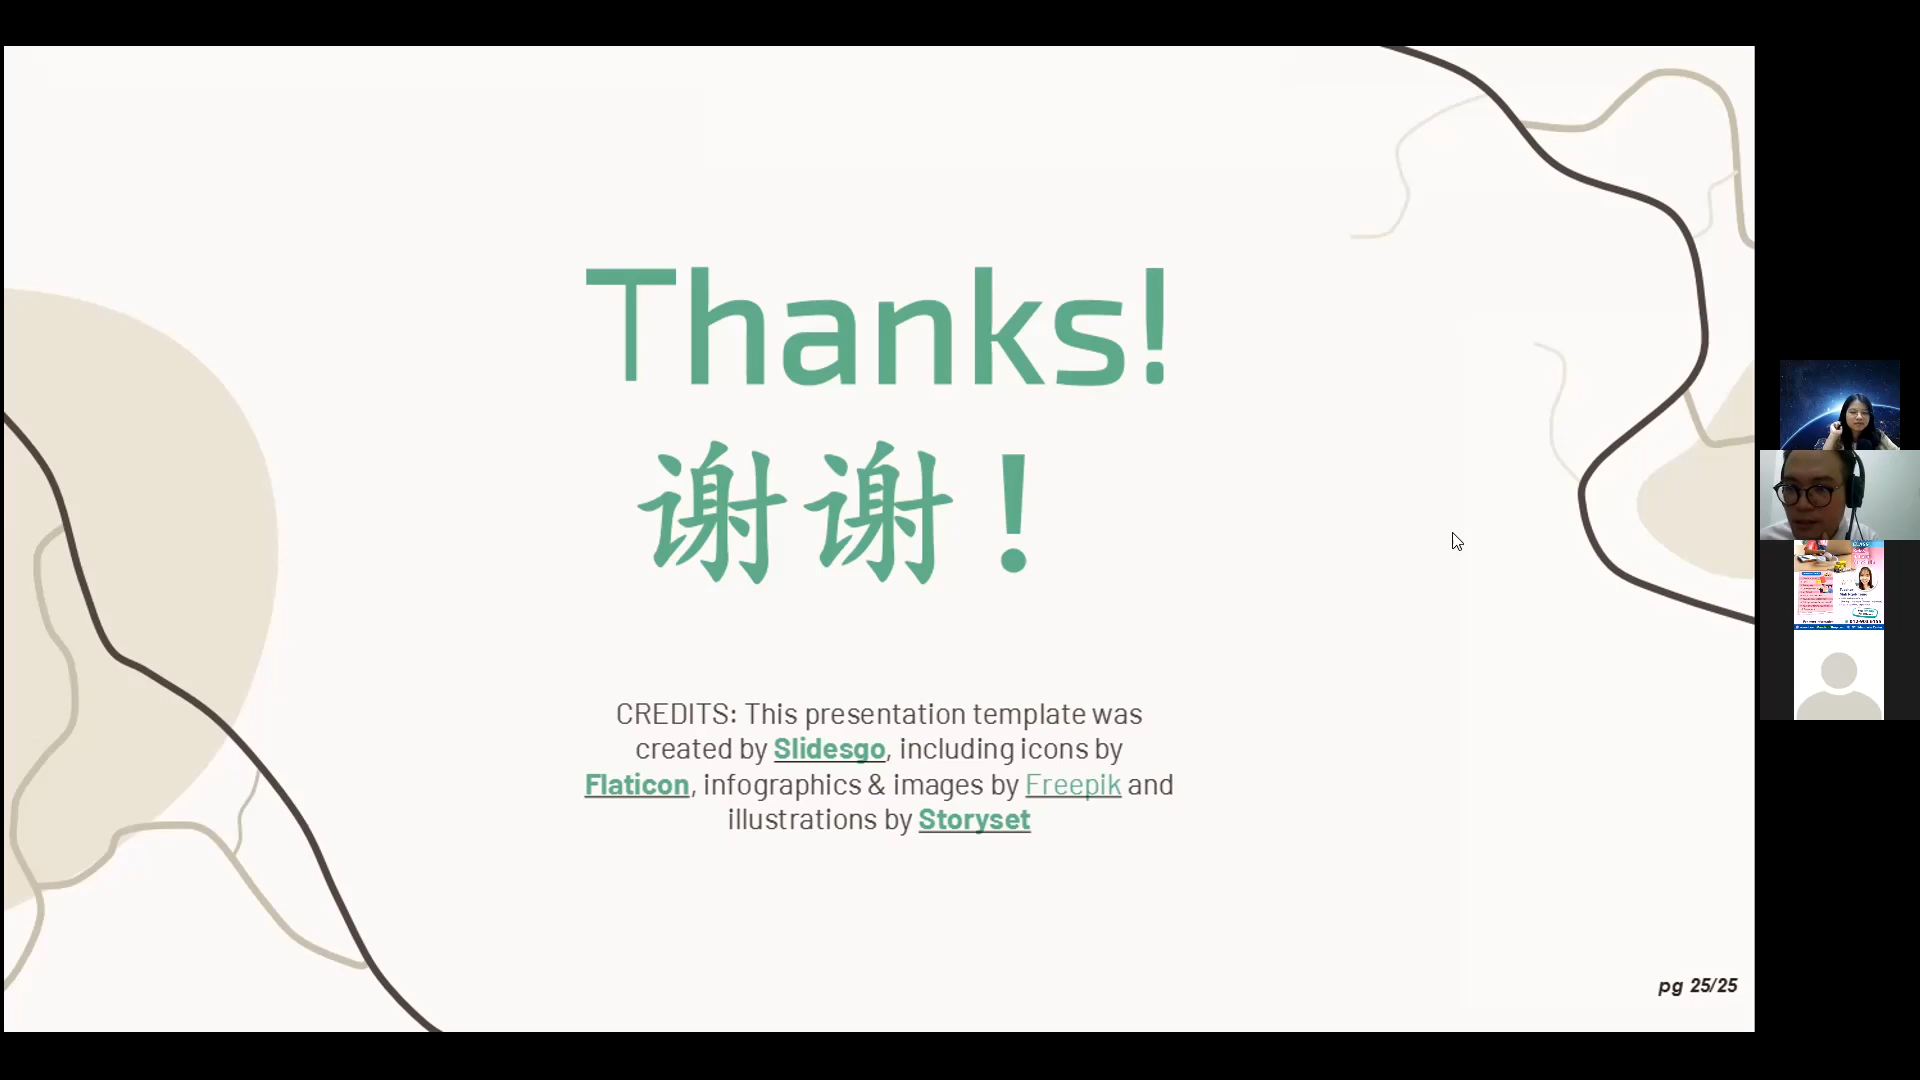 Thanks!
谢谢！
CREDITS: This presentation template was
created by Slidesgo, including icons by
Flaticon, infographics & images by Freepik and
illustrations by Storyset
pg 25/25